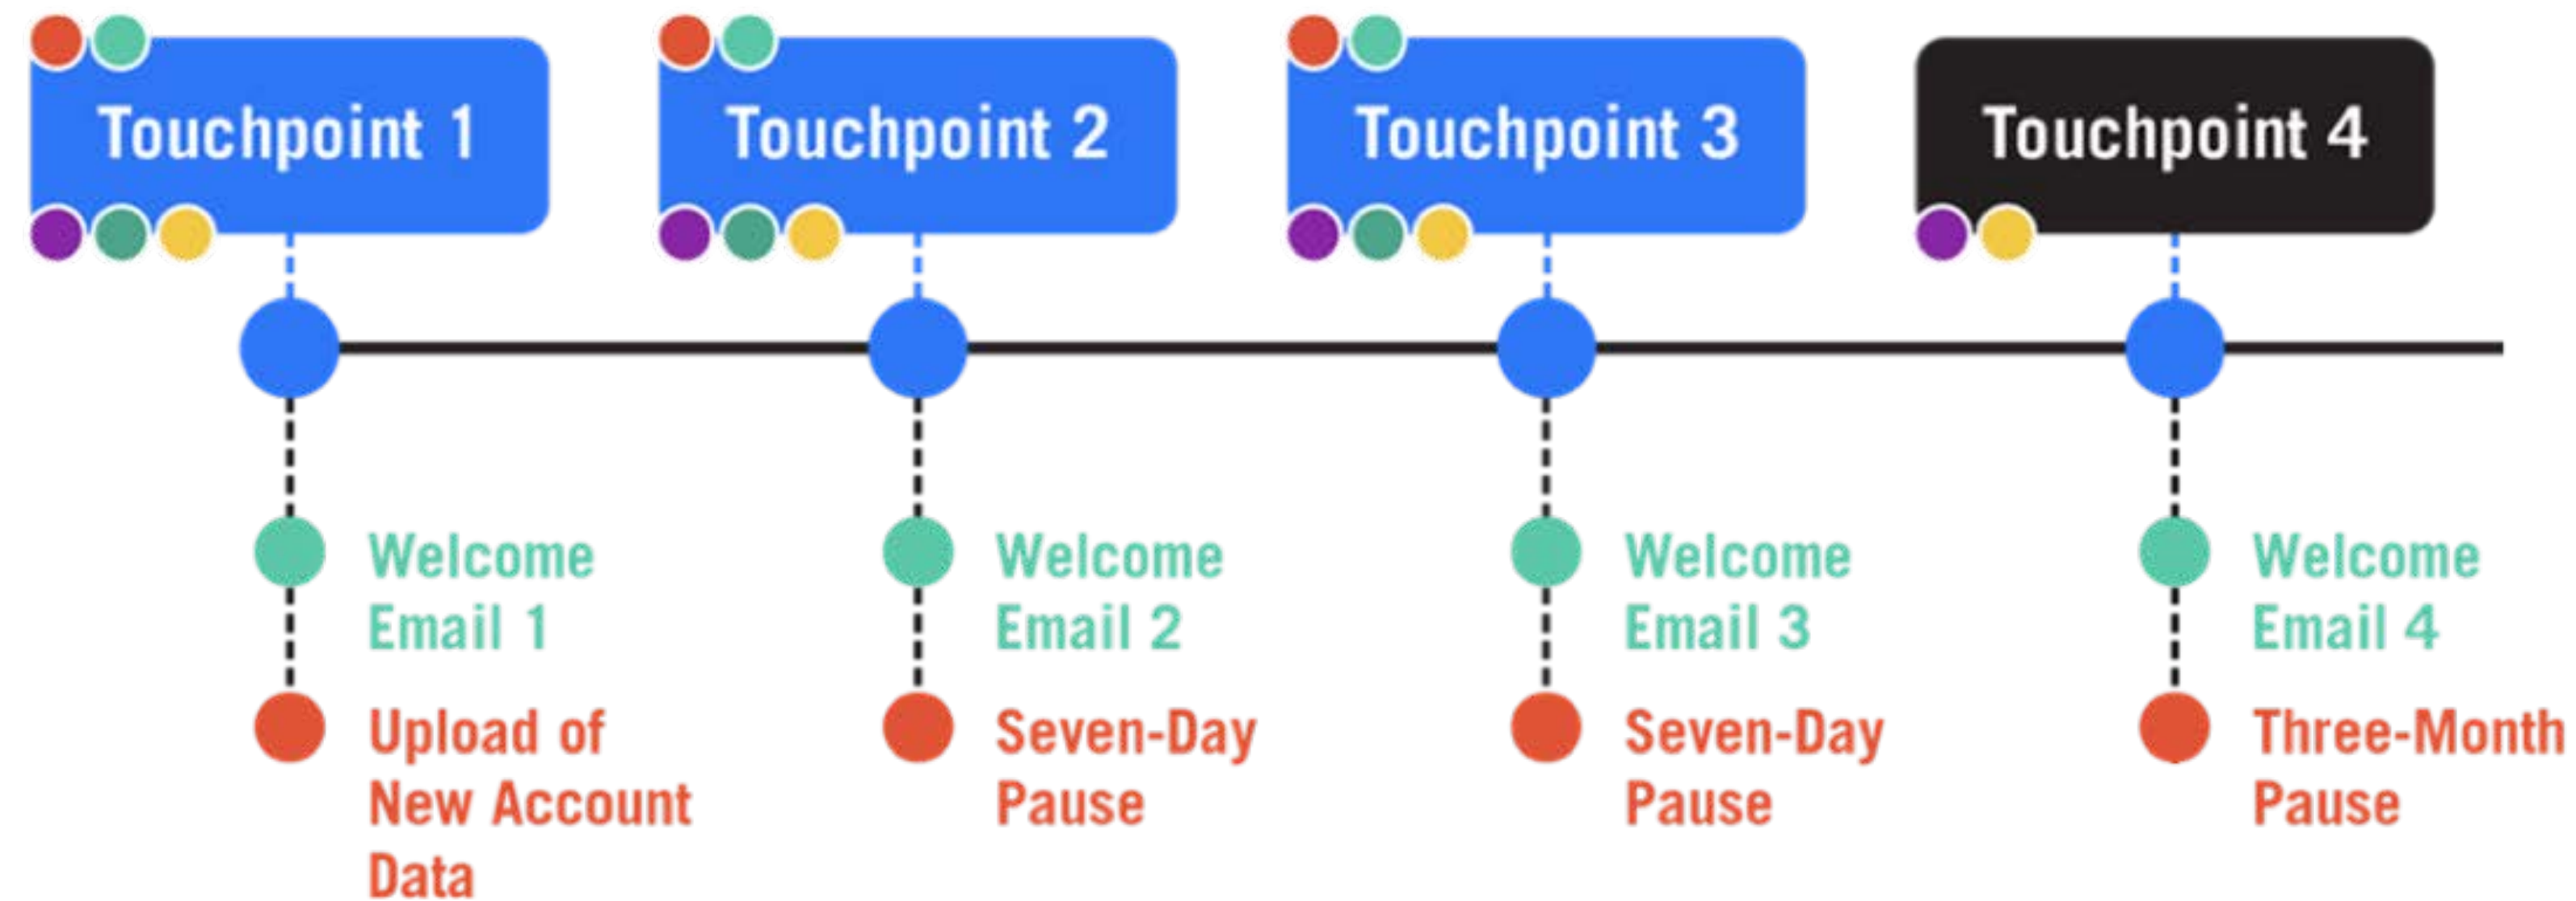 Touchpoint 1
Touchpoint 2
Touchpoint 3
Touchpoint 4
Welcome
Email 1
Upload of
New Account
Data
Welcome
Email 2
Seven-Day
Pause
Welcome
Email 3
Seven-Day
Pause
Welcome
Email 4
Three-Month
Pause